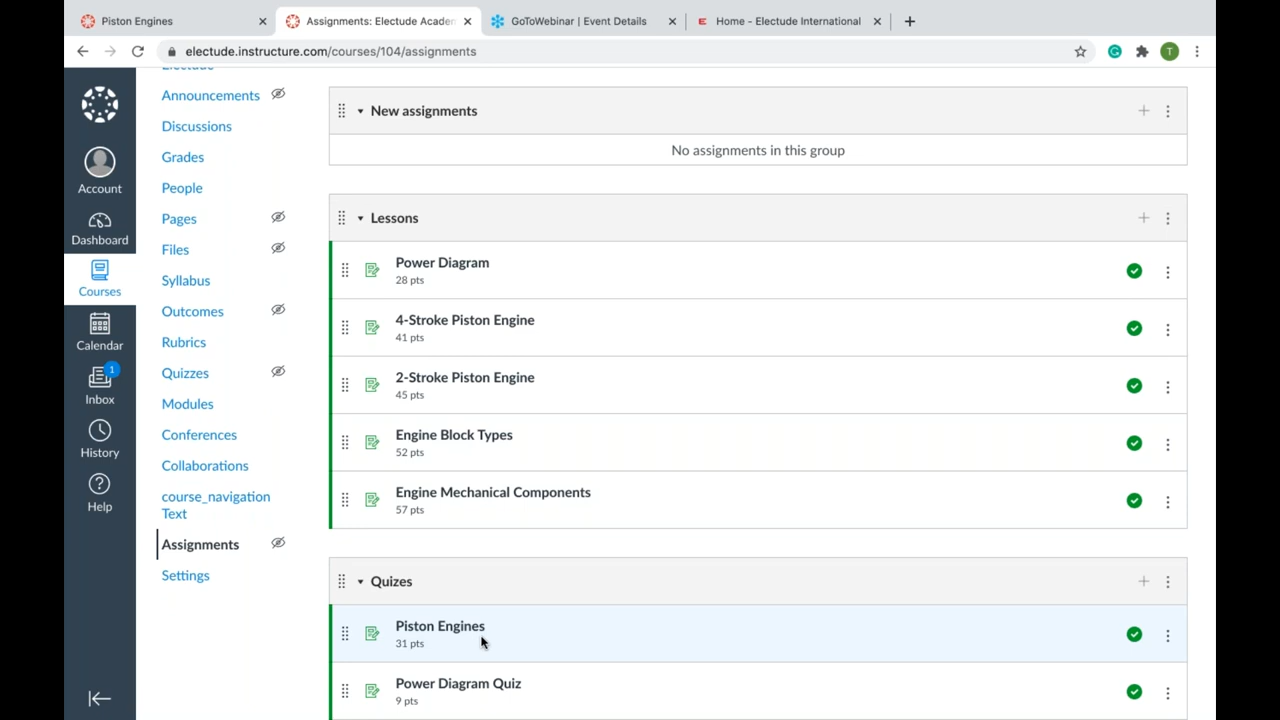 Piston Engines
Assignments: Electude Acaden
GoToWebinar | Event Details
Home - Electude International
electude.instructure.com/courses/104/assignments
T
Account
Dashboard
Courses
Calendar
1
Inbox
History
Help
Electude
Announcements
Discussions
Grades
People
Pages
Files
Syllabus
Outcomes
Rubrics
Quizzes
Modules
Conferences
Collaborations
course_navigation
Text
Assignments
Settings
New assignments
No assignments in this group
Lessons
Power Diagram
28 pts
4-Stroke Piston Engine
41 pts
2-Stroke Piston Engine
45 pts
Engine Block Types
52 pts
Engine Mechanical Components
57 pts
Quizes
Piston Engines
31 pts
Power Diagram Quiz
9 pts